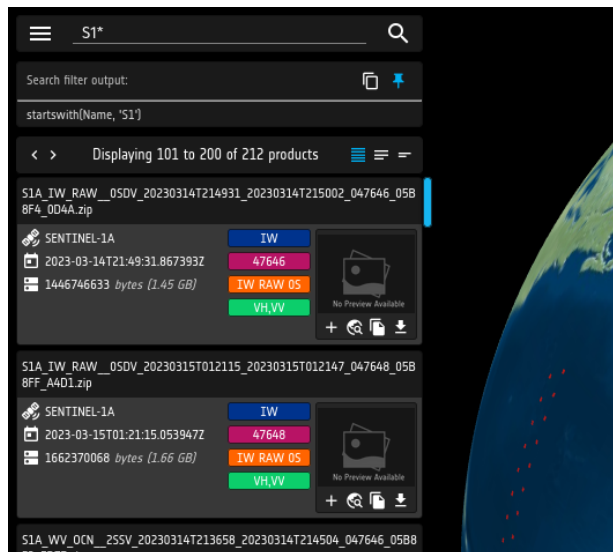 S1*
Search filter output:
startswith(Name, 'S1')
Displaying 101 to 200 of 212 products
S1A_IW_RAW__0SDV_20230314T214931_20230314T215002_047646_05B
8F4_0D4A.zip
SENTINEL-1A
IW
2023-03-14T21:49:31.867393Z
47646
1446746633 bytes (1.45 GB)
IW RAW 0S
VH,VV
No Preview Available
S1A_IW_RAW__0SDV_20230315T012115_20230315T012147_047648_05B
8FF_A4D1.zip
SENTINEL-1A
IW
2023-03-15T01:21:15.053947Z
47648
1662370068 bytes (1.66 GB)
IW RAW 0S
VH,VV
No Preview Available
S1A_WV_OCN__2SSV_20230314T213658_20230314T214504_047646_05B8